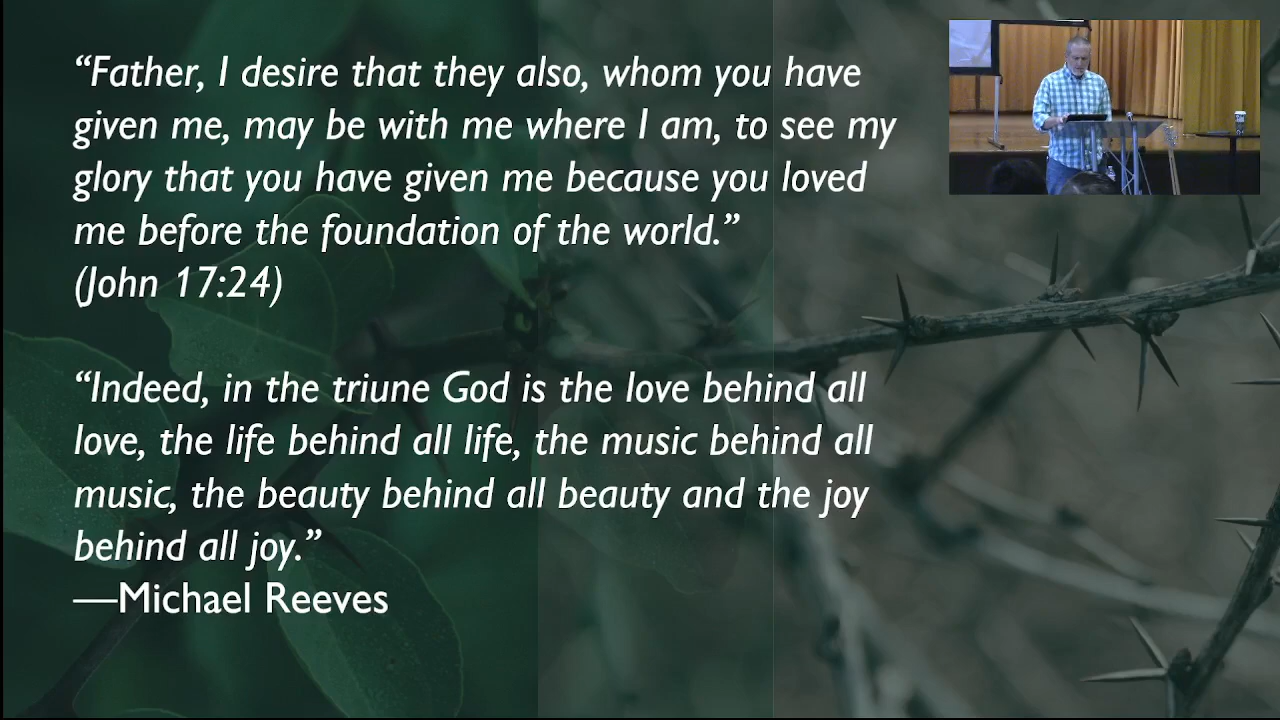 “Father, I desire that they also, whom you have
given me, may be with me where I am, to see my
glory that you have given me because you loved
me before the foundation of the world.”
(John 17:24)
“Indeed, in the triune God is the love behind all
love, the life behind all life, the music behind all
music, the beauty behind all beauty and the joy
behind all joy.”
—Michael Reeves